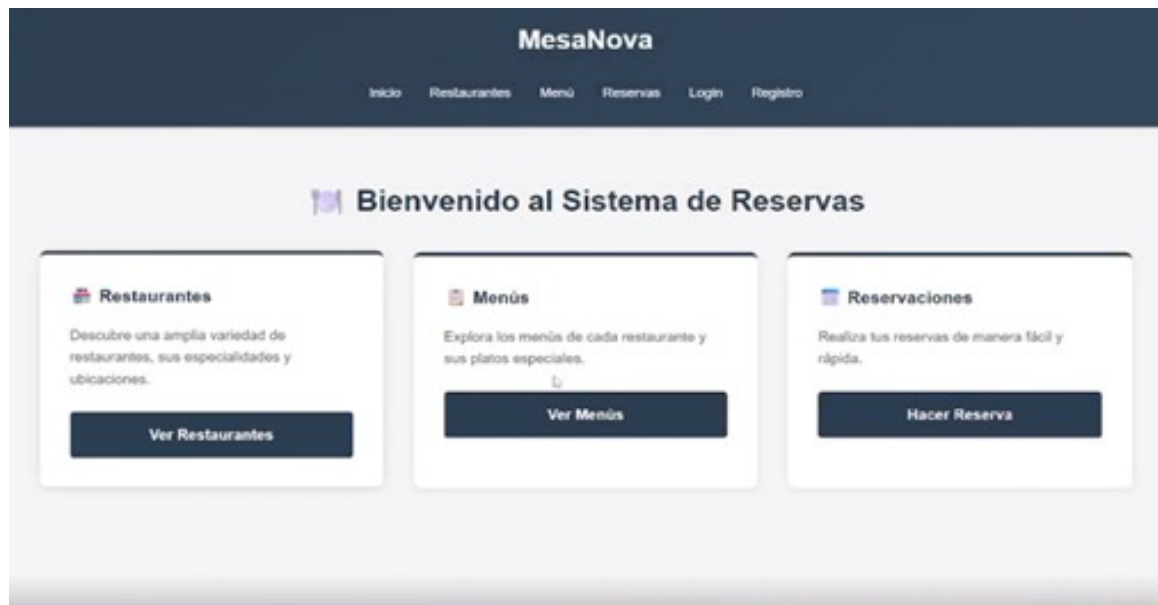 MesaNova
Inicio Restaurantes Menú Reservas Login Registro
Bienvenido al Sistema de Reservas
Restaurantes
Descubre una amplia variedad de
restaurantes, sus especialidades y
ubicaciones.
Ver Restaurantes
Menús
Explora los menús de cada restaurante y
sus platos especiales.
Ver Menús
Reservaciones
Realiza tus reservas de manera fácil y
rápida.
Hacer Reserva